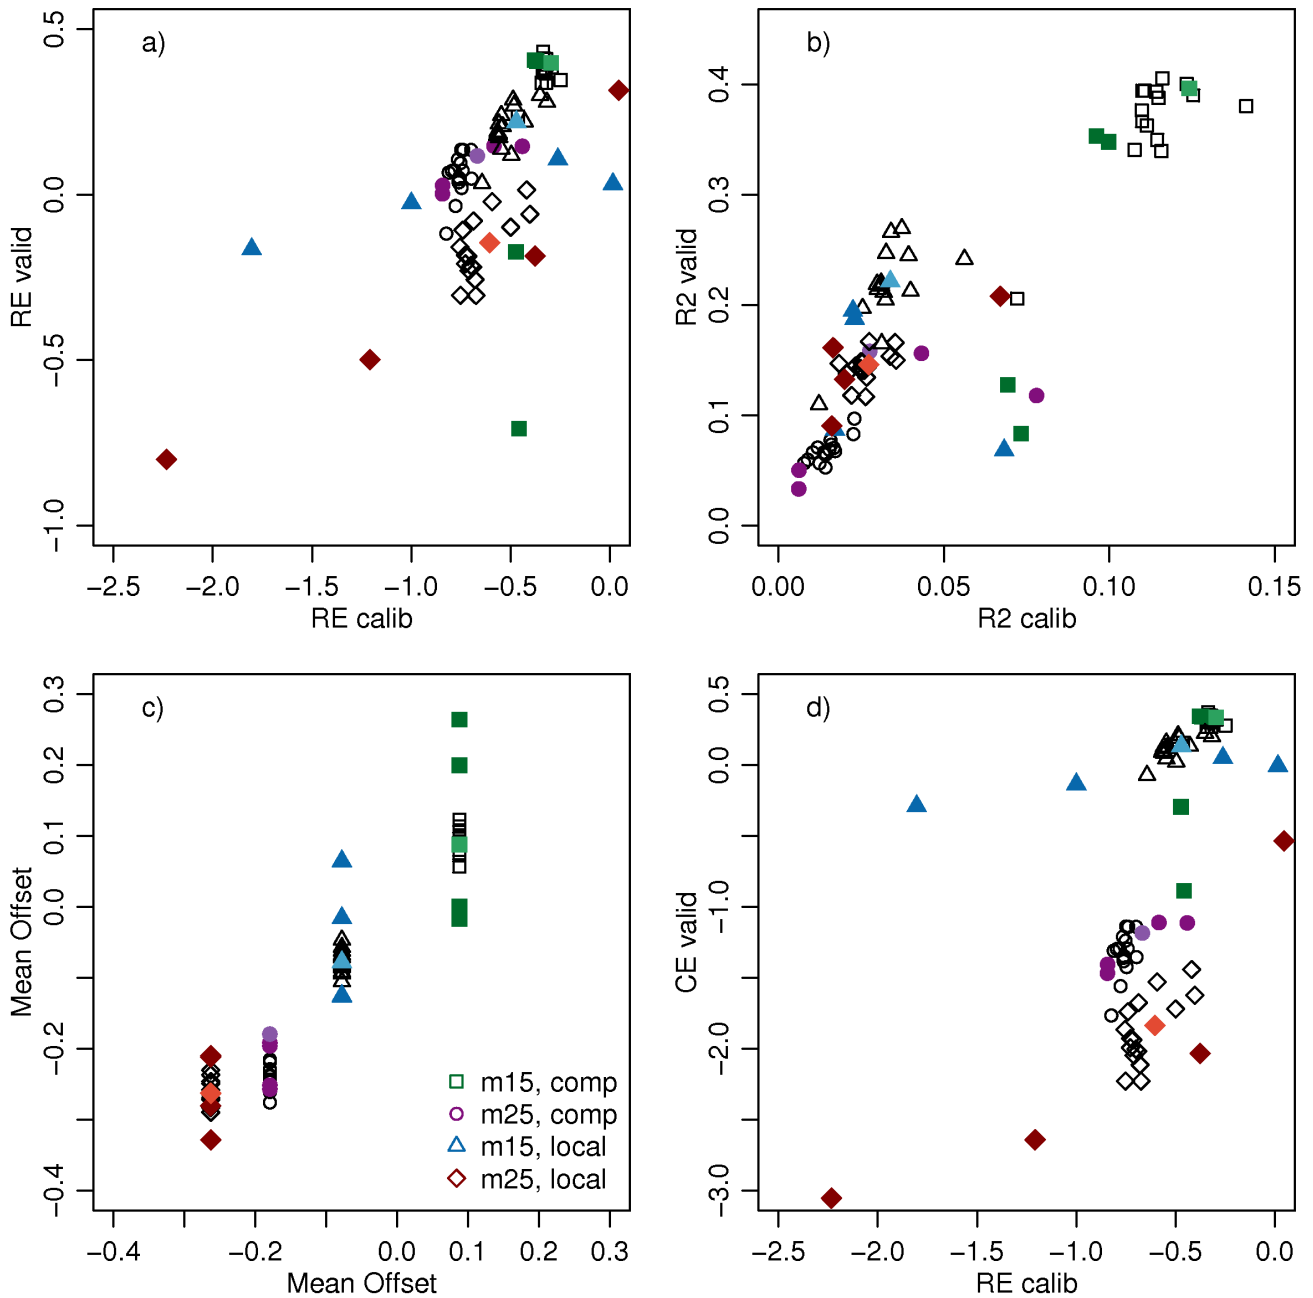 a)
0.5
0.0
−0.5
−1.0
RE valid
−2.5 −2.0 −1.5 −1.0 −0.5 0.0
RE calib
b)
0.4
0.3
0.2
0.1
0.0
R2 valid
0.00 0.05 0.10 0.15
R2 calib
c)
0.3
0.2
0.1
0.0
−0.2
−0.4
Mean Offset
m15, comp
m25, comp
m15, local
m25, local
−0.4 −0.2 0.0 0.1 0.2 0.3
Mean Offset
d)
0.5
0.0
−1.0
−2.0
−3.0
CE valid
−2.5 −2.0 −1.0 −0.5 0.0
RE calib